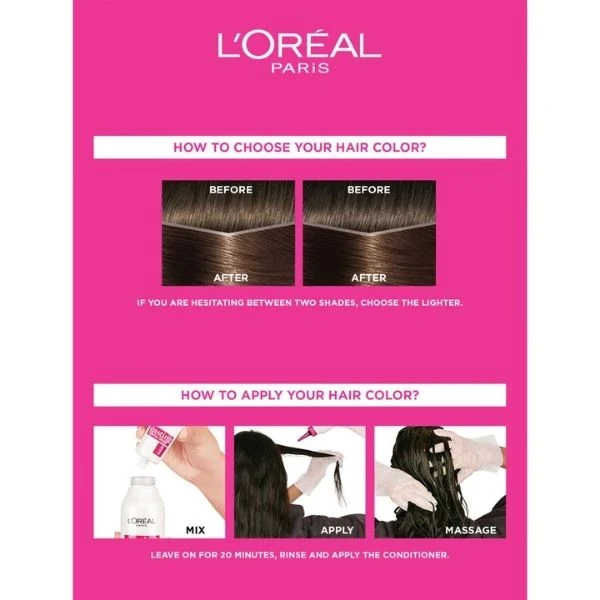 L'ORÉAL
PARIS
HOW TO CHOOSE YOUR HAIR COLOR?
BEFORE
BEFORE
AFTER
AFTER
IF YOU ARE HESITATING BETWEEN TWO SHADES, CHOOSE THE LIGHTER.
HOW TO APPLY YOUR HAIR COLOR?
L'ORÉAL
PARIS
MIX
APPLY
MASSAGE
LEAVE ON FOR 20 MINUTES, RINSE AND APPLY THE CONDITIONER.